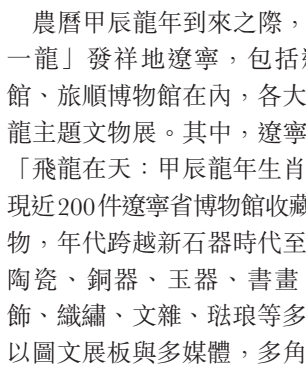 農曆甲辰龍年到來之際，
一龍」發祥地遼寧，包括
館、旅順博物館在內，各大
龍主題文物展。其中，遼寧
「飛龍在天：甲辰龍年生肖
現近200件遼寧省博物館收藏
物，年代跨越新石器時代至
陶瓷、銅器、玉器、書畫
飾、織繡、文雜、琺琅等多
以圖文展板與多媒體，多角